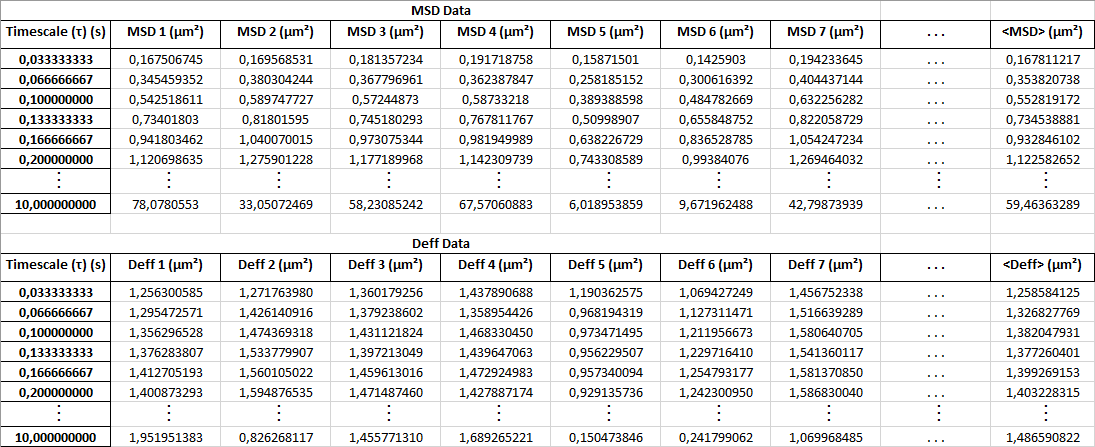 MSD Data
Timescale (τ) (s) MSD 1 (µm²) MSD 2 (µm²) MSD 3 (µm²) MSD 4 (µm²) MSD 5 (µm²) MSD 6 (µm²) MSD 7 (µm²) . . . <MSD> (µm²)
0,033333333 0,167506745 0,169568531 0,181357234 0,191718758 0,15871501 0,1425903 0,194233645 . . . 0,167811217
0,066666667 0,345459352 0,380304244 0,367796961 0,362387847 0,258185152 0,300616392 0,404437144 . . . 0,353820738
0,100000000 0,542518611 0,589747727 0,57244873 0,58733218 0,389388598 0,484782669 0,632256282 . . . 0,552819172
0,133333333 0,73401803 0,81801595 0,745180293 0,767811767 0,50998907 0,655848752 0,822058729 . . . 0,734538881
0,166666667 0,941803462 1,040070015 0,973075344 0,981949989 0,638226729 0,836528785 1,054247234 . . . 0,932846102
0,200000000 1,120698635 1,275901228 1,177189968 1,142309739 0,743308589 0,99384076 1,269464032 . . . 1,122582652
⋮ ⋮ ⋮ ⋮ ⋮ ⋮ ⋮ ⋮ . . . ⋮
10,000000000 78,0780553 33,05072469 58,23085242 67,57060883 6,018953859 9,671962488 42,79873939 . . . 59,46363289
Deff Data
Timescale (τ) (s) Deff 1 (µm²) Deff 2 (µm²) Deff 3 (µm²) Deff 4 (µm²) Deff 5 (µm²) Deff 6 (µm²) Deff 7 (µm²) . . . <Deff> (µm²)
0,033333333 1,256300585 1,271763980 1,360179256 1,437890688 1,190362575 1,069427249 1,456752338 . . . 1,258584125
0,066666667 1,295472571 1,426140916 1,379238602 1,358954426 0,968194319 1,127311471 1,516639289 . . . 1,326827769
0,100000000 1,356296528 1,474369318 1,431121824 1,468330450 0,973471495 1,211956673 1,580640705 . . . 1,382047931
0,133333333 1,376283807 1,533779907 1,397213049 1,439647063 0,956229507 1,229716410 1,541360117 . . . 1,377260401
0,166666667 1,412705193 1,560105022 1,459613016 1,472924983 0,957340094 1,254793177 1,581370850 . . . 1,399269153
0,200000000 1,400873293 1,594876535 1,471487460 1,427887174 0,929135736 1,242300950 1,586830040 . . . 1,403228315
⋮ ⋮ ⋮ ⋮ ⋮ ⋮ ⋮ ⋮ . . . ⋮
10,000000000 1,951951383 0,826268117 1,455771310 1,689265221 0,150473846 0,241799062 1,069968485 . . . 1,486590822